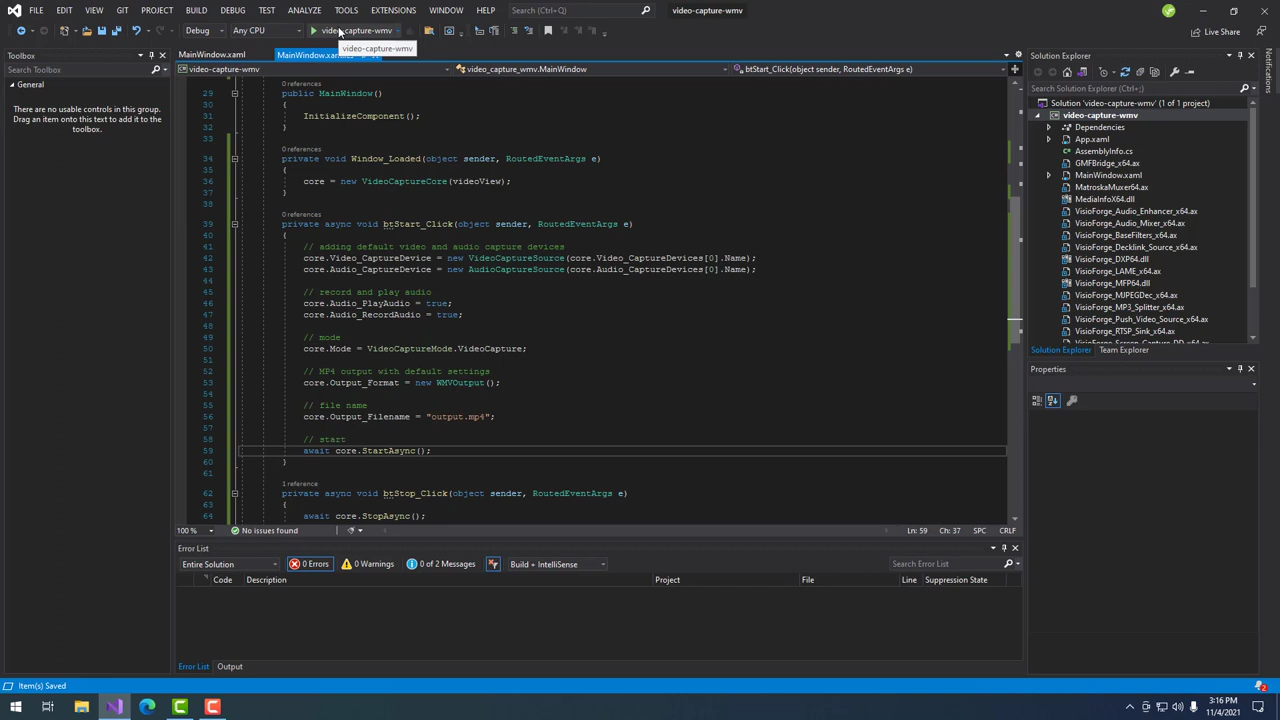 FILE EDIT VIEW GIT PROJECT BUILD DEBUG TEST ANALYZE TOOLS EXTENSIONS WINDOW HELP Search (Ctrl+Q) video-capture-wmv
Debug Any CPU video-capture-wmv Live Share
video-capture-wmv
Toolbox
Search Toolbox
General
There are no usable controls in this group.
Drag an item onto this text to add it to the
toolbox.
MainWindow.xaml MainWindow.xaml
video-capture-wmv video_capture_wmv.MainWindow btStart_Click(object sender, RoutedEventArgs e)
0 references
29 public MainWindow()
30 {
31 InitializeComponent();
32 }
33
0 references
34 private void Window_Loaded(object sender, RoutedEventArgs e)
35 {
36 core = new VideoCaptureCore(videoView);
37 }
38
0 references
39 private async void btStart_Click(object sender, RoutedEventArgs e)
40 {
41 // adding default video and audio capture devices
42 core.Video_CaptureDevice = new VideoCaptureSource(core.Video_CaptureDevices[0].Name);
43 core.Audio_CaptureDevice = new AudioCaptureSource(core.Audio_CaptureDevices[0].Name);
44
45 // record and play audio
46 core.Audio_PlayAudio = true;
47 core.Audio_RecordAudio = true;
48
49 // mode
50 core.Mode = VideoCaptureMode.VideoCapture;
51
52 // MP4 output with default settings
53 core.Output_Format = new WMVOutput();
54
55 // file name
56 core.Output_Filename = "output.mp4";
57
58 // start
59 await core.StartAsync();
60 }
61
1 reference
62 private async void btStop_Click(object sender, RoutedEventArgs e)
63 {
64 await core.StopAsync();
100 % No issues found Ln: 59 Ch: 37 SPC CRLF
Error List
Entire Solution 0 Errors 0 Warnings 0 of 2 Messages Build + IntelliSense Search Error List
Code Description Project File Line Suppression State
Error List Output
Solution Explorer
Search Solution Explorer
Solution 'video-capture-wmv' (1 of 1 project)
video-capture-wmv
Dependencies
App.xaml
AssemblyInfo.cs
GMFBridge_x64.ax
MainWindow.xaml
MatroskaMuxer64.ax
MediaInfoX64.dll
VisioForge_Audio_Enhancer_x64.ax
VisioForge_Audio_Mixer_x64.ax
VisioForge_BaseFilters_x64.ax
VisioForge_Decklink_Source_x64.ax
VisioForge_DXP64.dll
VisioForge_LAME_x64.ax
VisioForge_MFP64.dll
VisioForge_MJPEGDec_x64.ax
VisioForge_MP3_Splitter_x64.ax
VisioForge_Push_Video_Source_x64.ax
VisioForge_RTSP_Sink_x64.ax
Solution Explorer Team Explorer
Properties
Notifications
Item(s) Saved 2
3:16 PM
11/4/2021